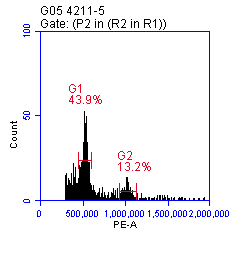 G05 4211-5
Gate: (P2 in (R2 in R1))
100
G1
43.9%
50
G2
13.2%
Count
0
0
500,000
1,000,000
1,500,000
2,000,000
PE-A